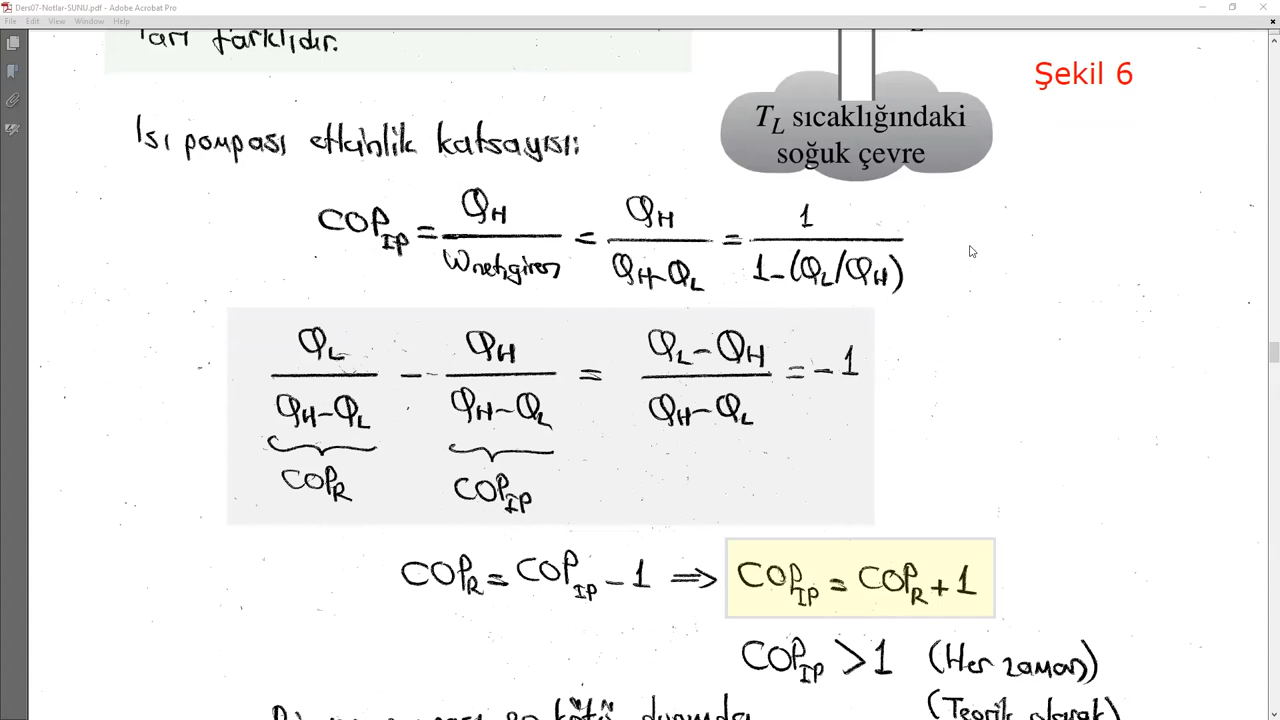 Ders07-Notlar-SUNU.pdf - Adobe Acrobat Pro
File Edit View Window Help
ları farklıdır.
Şekil 6
T_L sıcaklığındaki
soğuk çevre
Isı pompası etkinlik katsayısı:
COP_IP = Q_H / W_net,giren = Q_H / (Q_H - Q_L) = 1 / (1 - (Q_L/Q_H))
Q_L / (Q_H - Q_L) - Q_H / (Q_H - Q_L) = (Q_L - Q_H) / (Q_H - Q_L) = -1
COP_R COP_IP
COP_R = COP_IP - 1 ⟹ COP_IP = COP_R + 1
COP_IP > 1 (Her zaman)
(Teorik olarak)